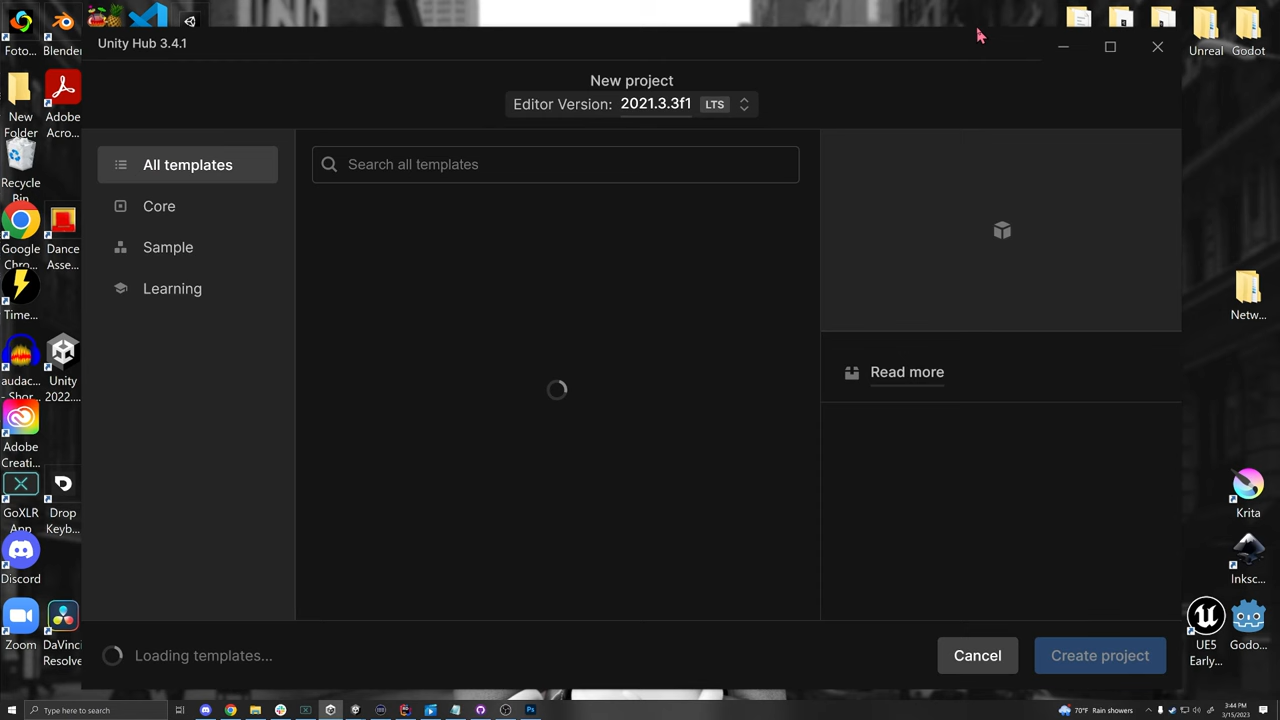 Unity Hub 3.4.1
New project
Editor Version: 2021.3.3f1 LTS
All templates
Core
Sample
Learning
Search all templates
Read more
Loading templates...
Cancel
Create project
Foto...
Blender
New
Folder
Adobe
Acro...
Recycle
Bin
Google
Chro...
Dance
Asse...
Time...
audac...
- Shor...
Unity
2022....
Adobe
Creati...
GoXLR
App
Drop
Keyb...
Discord
Zoom
DaVinci
Resolve
Unreal
Godot
Netw...
Krita
Inksc...
UE5
Early...
Godo...
Type here to search
70°F Rain showers
3:44 PM
3/15/2023